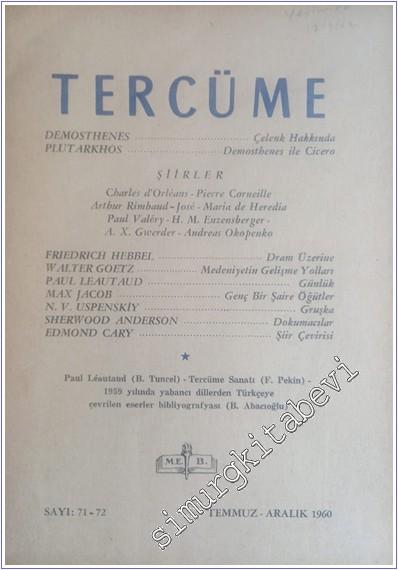 TERCÜME
DEMOSTHENES ........ Çelenk Hakkında
PLUTARKHOS ........ Demosthenes ile Cicero
ŞİİRLER
Charles d'Orléans - Pierre Corneille
Arthur Rimbaud - José - Maria de Heredia
Paul Valéry - H. M. Enzensberger -
A. X. Gwerder - Andreas Okopenko
FRIEDRICH HEBBEL ........ Dram Üzerine
WALTER GOETZ ........ Medeniyetin Gelişme Yolları
PAUL LEAUTAUD ........ Günlük
MAX JACOB ........ Genç Bir Şaire Öğütler
N. V. USPENSKİY ........ Gruşka
SHERWOOD ANDERSON ........ Dokumacılar
EDMOND CARY ........ Şiir Çevirisi
Paul Léautaud (B. Tuncel) - Tercüme Sanatı (F. Pekin) -
1959 yılında yabancı dillerden Türkçeye
çevrilen eserler bibliyografyası (B. Abacıoğlu)
M.E. B.
SAYI: 71 - 72 TEMMUZ - ARALIK 1960
simurgkitabevi